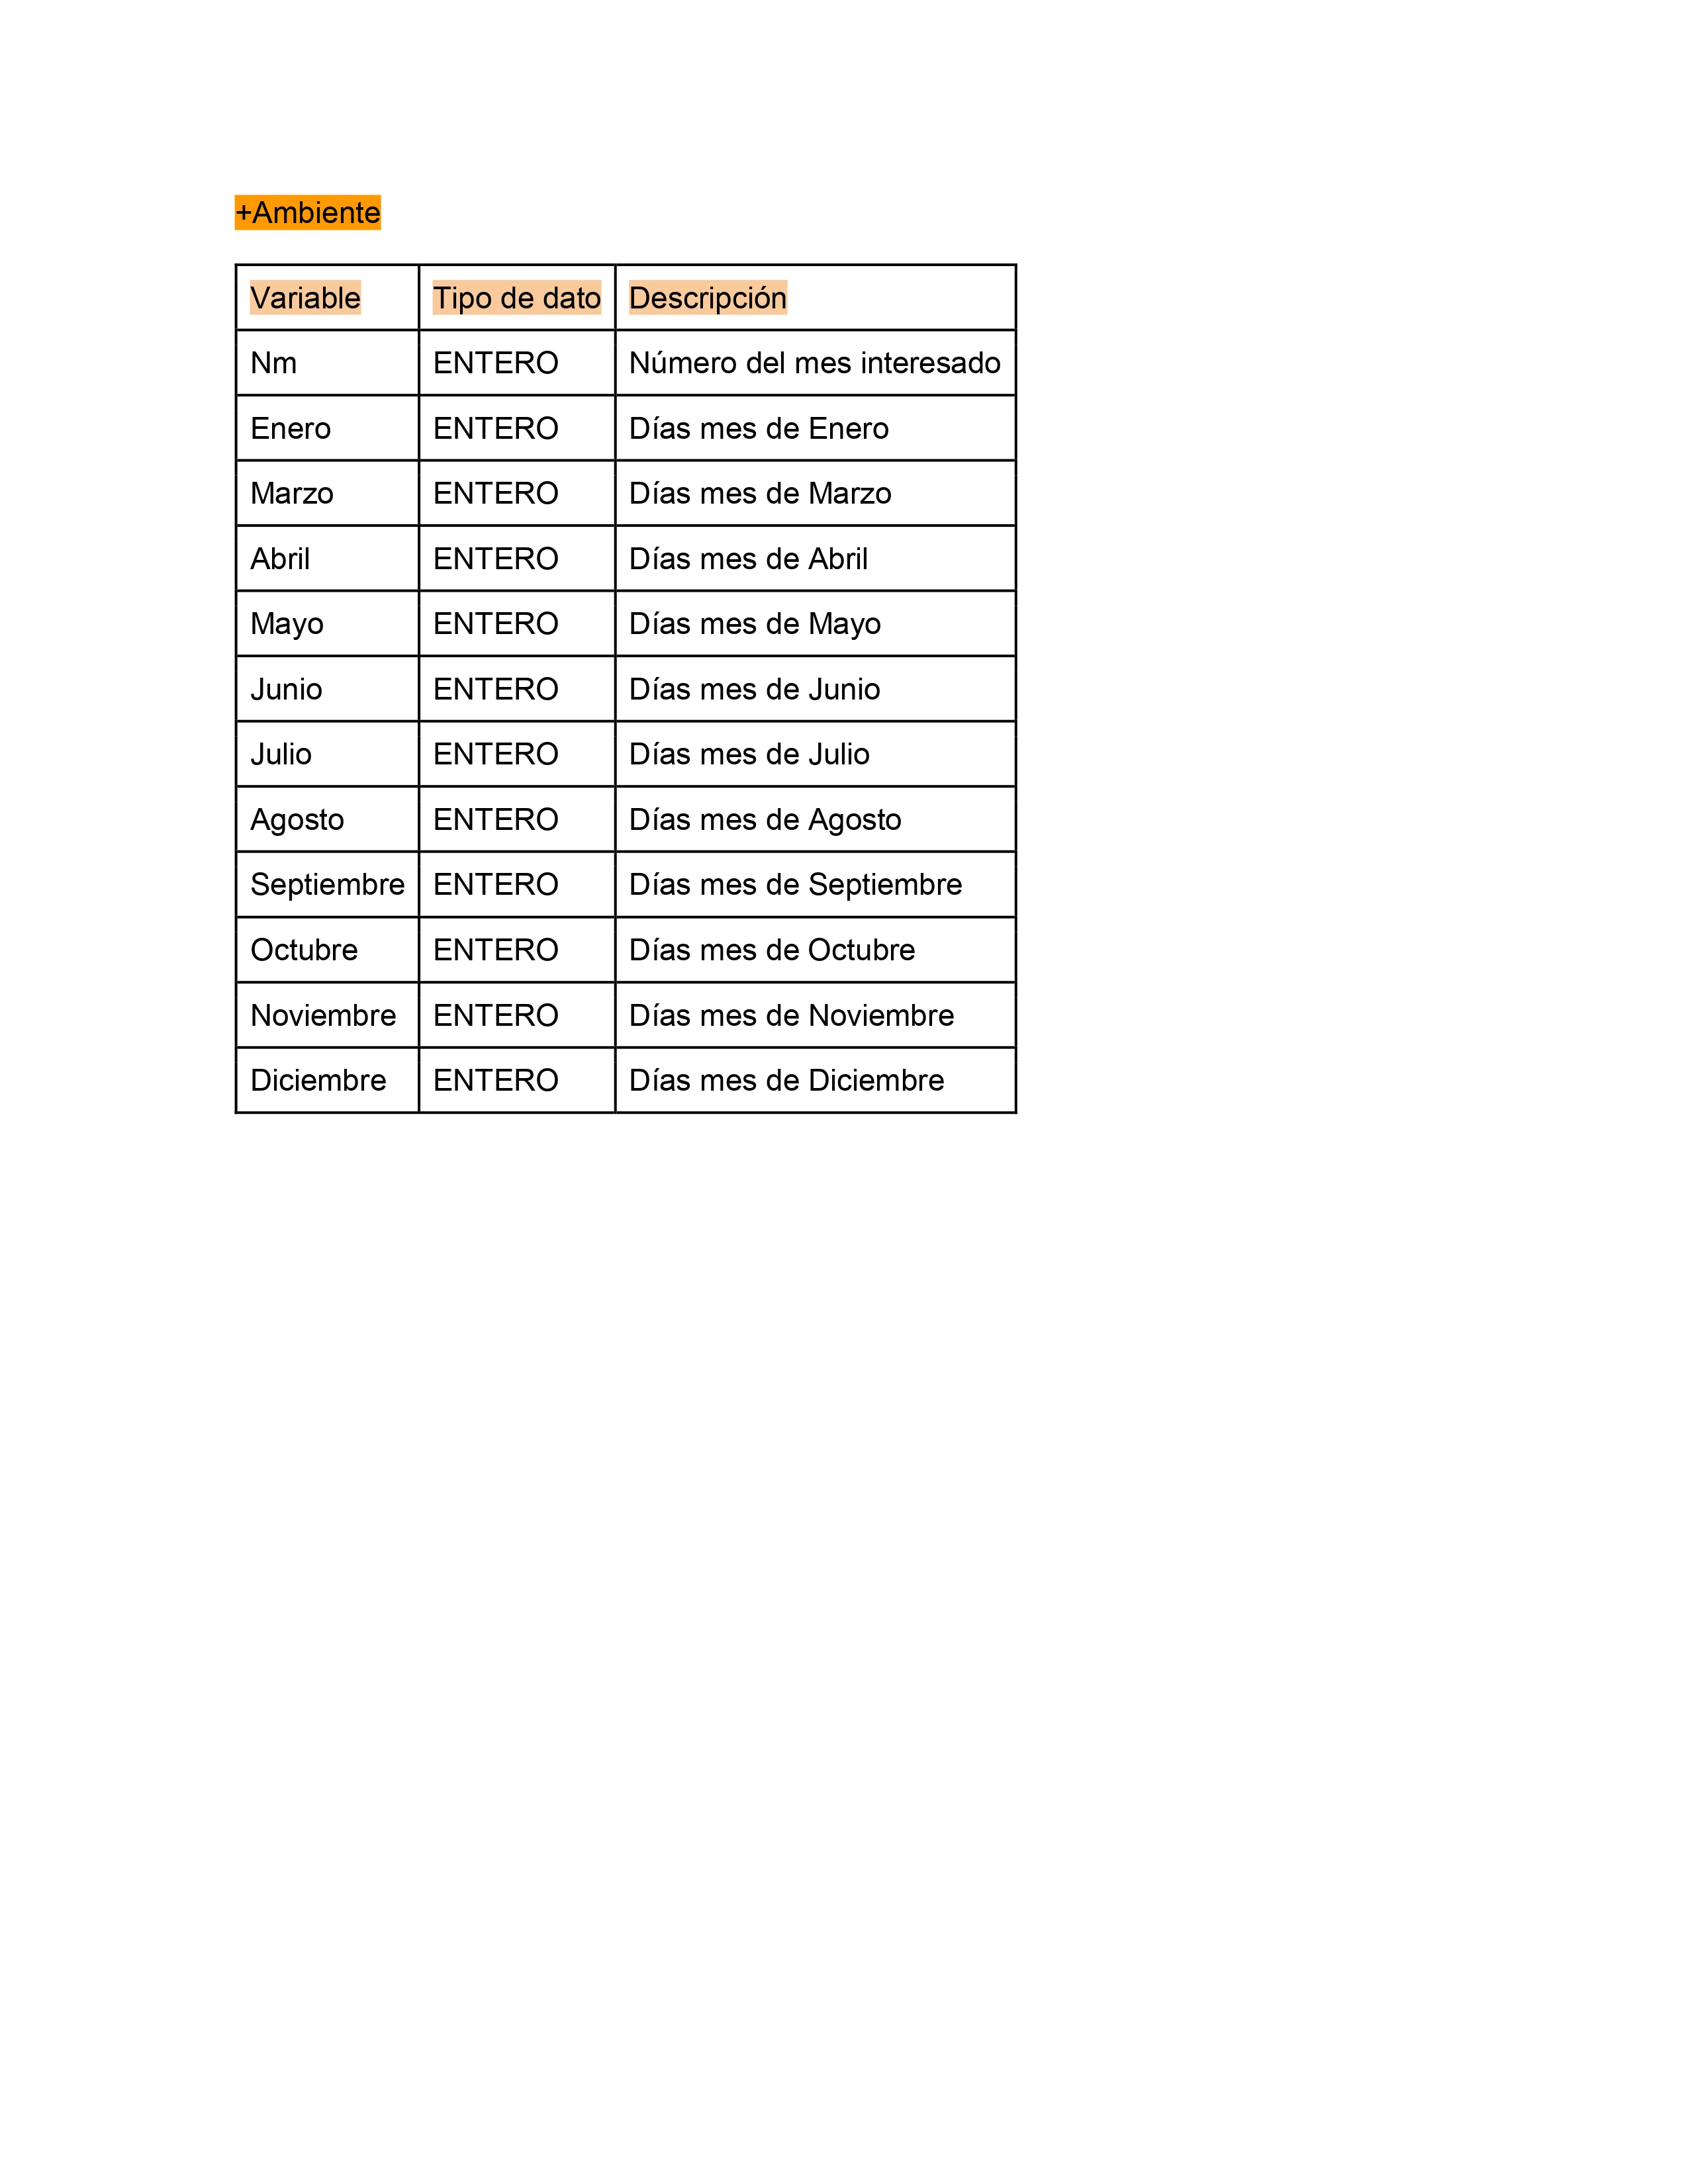 +Ambiente
Variable Tipo de dato Descripción
Nm ENTERO Número del mes interesado
Enero ENTERO Días mes de Enero
Marzo ENTERO Días mes de Marzo
Abril ENTERO Días mes de Abril
Mayo ENTERO Días mes de Mayo
Junio ENTERO Días mes de Junio
Julio ENTERO Días mes de Julio
Agosto ENTERO Días mes de Agosto
Septiembre ENTERO Días mes de Septiembre
Octubre ENTERO Días mes de Octubre
Noviembre ENTERO Días mes de Noviembre
Diciembre ENTERO Días mes de Diciembre